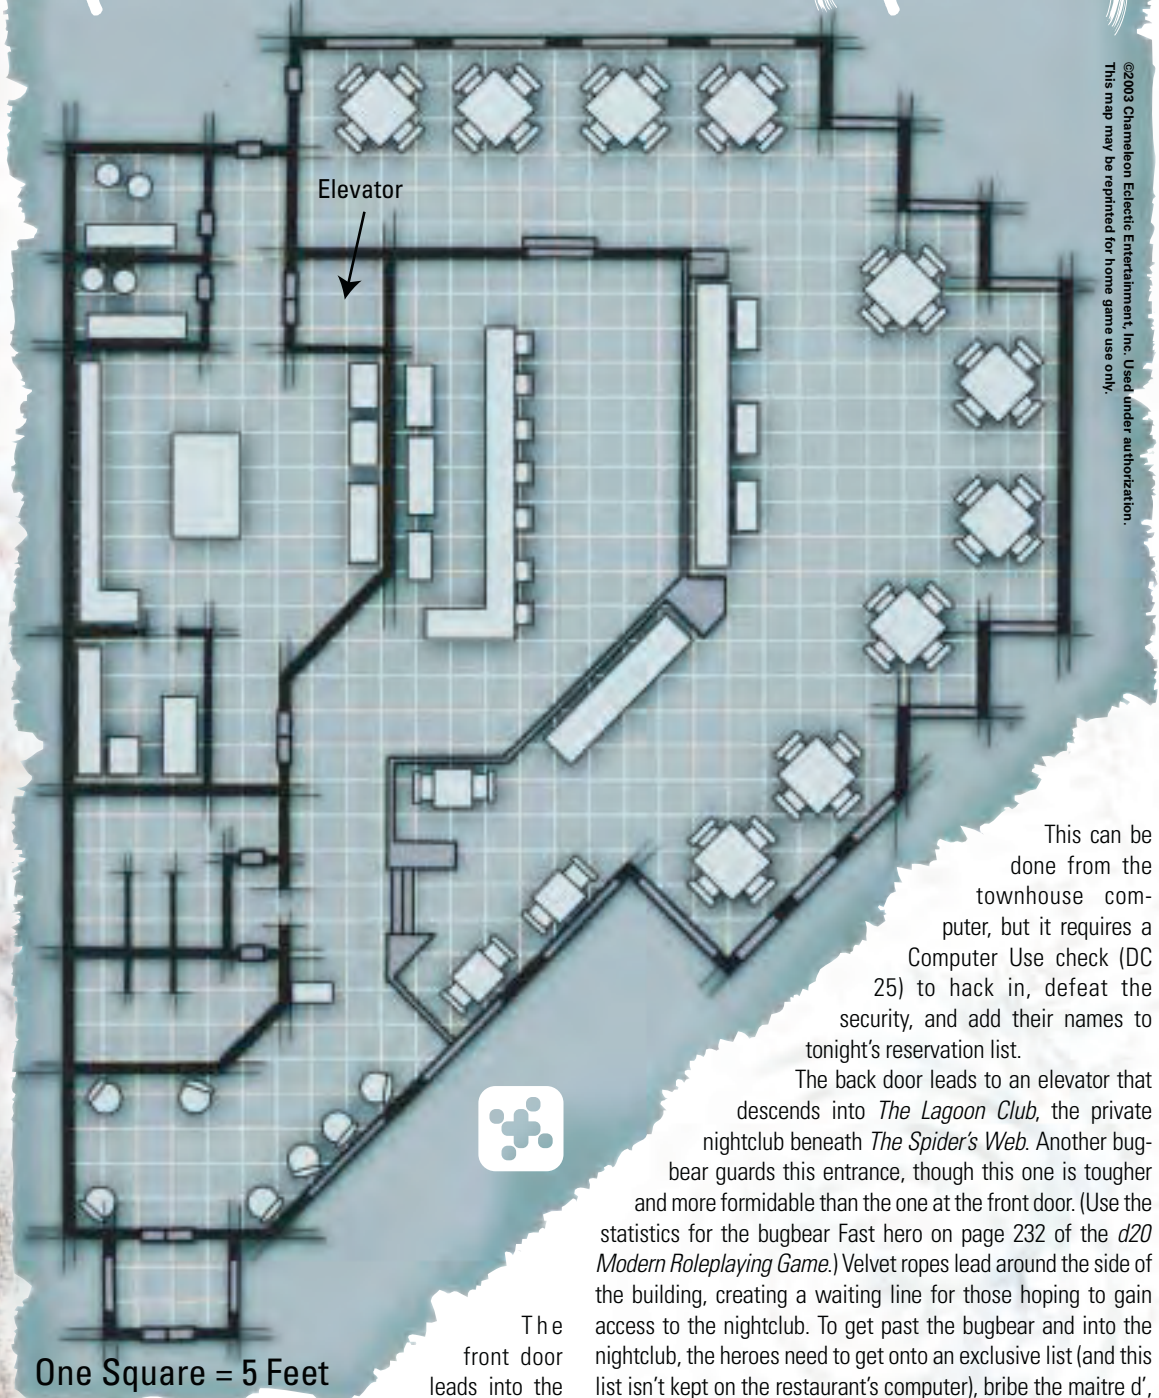 ©2003 Chameleon Eclectic Entertainment, Inc. Used under authorization.
This map may be reprinted for home game use only.
Elevator
One Square = 5 Feet
The
front door
leads into the
This can be
done from the
townhouse com-
puter, but it requires a
Computer Use check (DC
25) to hack in, defeat the
security, and add their names to
tonight's reservation list.
The back door leads to an elevator that
descends into The Lagoon Club, the private
nightclub beneath The Spider's Web. Another bug-
bear guards this entrance, though this one is tougher
and more formidable than the one at the front door. (Use the
statistics for the bugbear Fast hero on page 232 of the d20
Modern Roleplaying Game.) Velvet ropes lead around the side of
the building, creating a waiting line for those hoping to gain
access to the nightclub. To get past the bugbear and into the
nightclub, the heroes need to get onto an exclusive list (and this
list isn't kept on the restaurant's computer), bribe the maitre d',